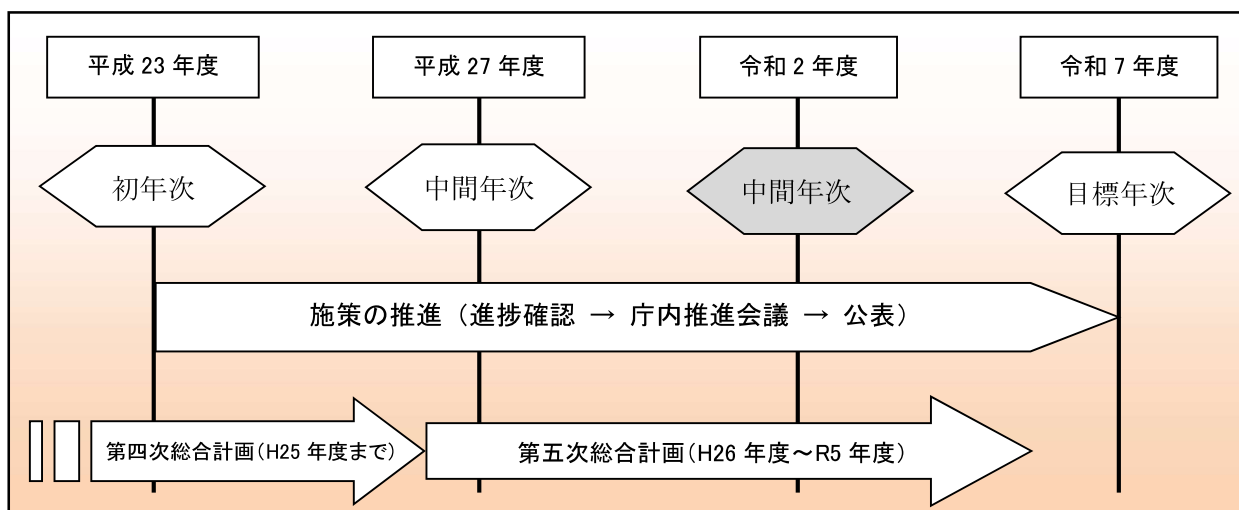 平成 23 年度
平成 27 年度
令和 2 年度
令和 7 年度
初年次
中間年次
中間年次
目標年次
施策の推進（進捗確認 → 庁内推進会議 → 公表）
第四次総合計画（H25 年度まで）
第五次総合計画（H26 年度～R5 年度）